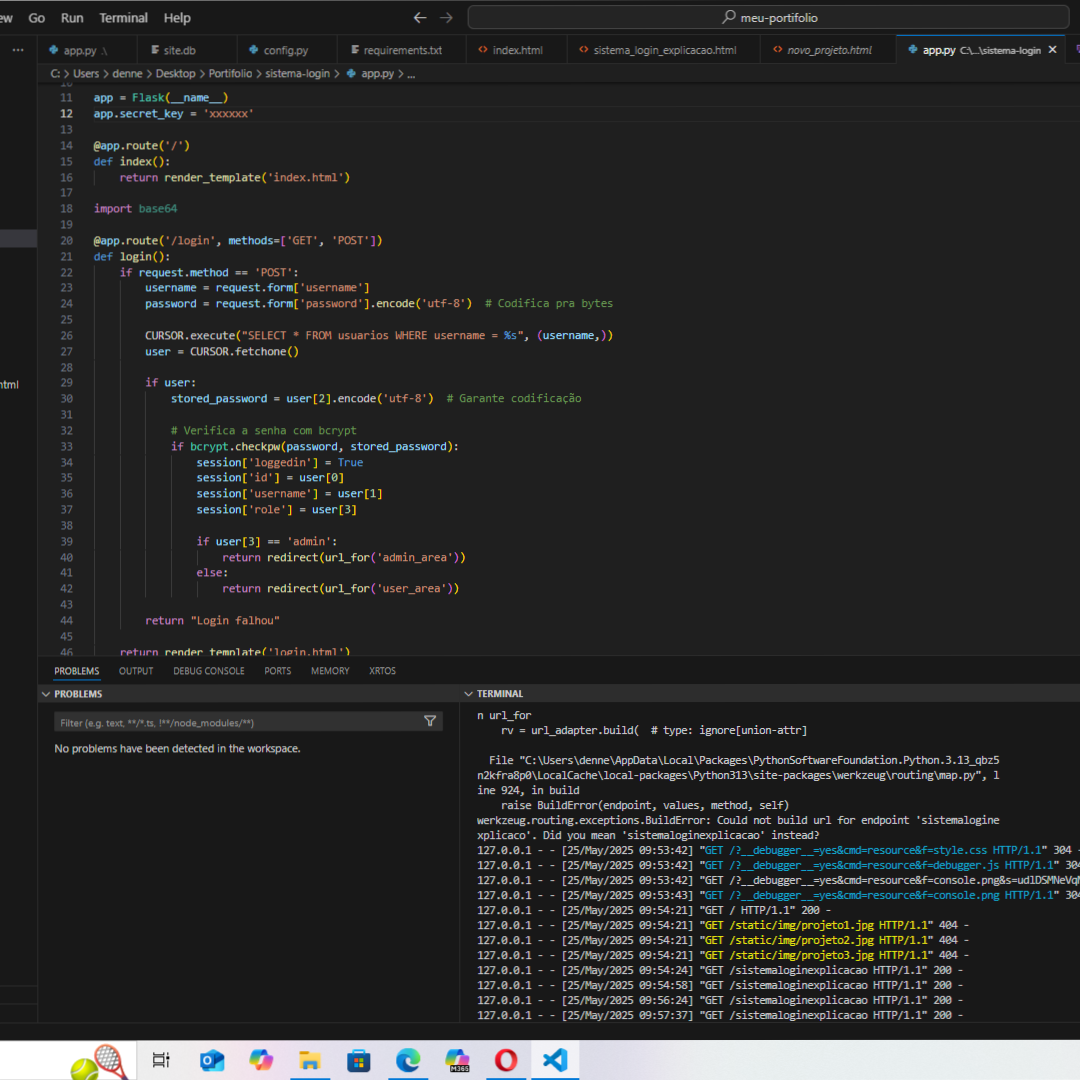 ew Go Run Terminal Help
meu-portifolio
app.py .\
site.db
config.py
requirements.txt
index.html
sistema_login_explicacao.html
novo_projeto.html
app.py C:\...\sistema-login
C: > Users > denne > Desktop > Portifolio > sistema-login > app.py > ...
10
11 app = Flask(__name__)
12 app.secret_key = 'xxxxxx'
13
14 @app.route('/')
15 def index():
16 return render_template('index.html')
17
18 import base64
19
20 @app.route('/login', methods=['GET', 'POST'])
21 def login():
22 if request.method == 'POST':
23 username = request.form['username']
24 password = request.form['password'].encode('utf-8') # Codifica pra bytes
25
26 CURSOR.execute("SELECT * FROM usuarios WHERE username = %s", (username,))
27 user = CURSOR.fetchone()
28
29 if user:
30 stored_password = user[2].encode('utf-8') # Garante codificação
31
32 # Verifica a senha com bcrypt
33 if bcrypt.checkpw(password, stored_password):
34 session['loggedin'] = True
35 session['id'] = user[0]
36 session['username'] = user[1]
37 session['role'] = user[3]
38
39 if user[3] == 'admin':
40 return redirect(url_for('admin_area'))
41 else:
42 return redirect(url_for('user_area'))
43
44 return "Login falhou"
45
46 return render_template('login.html')
html
PROBLEMS OUTPUT DEBUG CONSOLE PORTS MEMORY XRTOS
PROBLEMS
Filter (e.g. text, **/*.ts, !**/node_modules/**)
No problems have been detected in the workspace.
TERMINAL
n url_for
rv = url_adapter.build( # type: ignore[union-attr]
File "C:\Users\denne\AppData\Local\Packages\PythonSoftwareFoundation.Python.3.13_qbz5
n2kfra8p0\LocalCache\local-packages\Python313\site-packages\werkzeug\routing\map.py", l
ine 924, in build
raise BuildError(endpoint, values, method, self)
werkzeug.routing.exceptions.BuildError: Could not build url for endpoint 'sistemalogine
xplicaco'. Did you mean 'sistemaloginexplicacao' instead?
127.0.0.1 - - [25/May/2025 09:53:42] "GET /?__debugger__=yes&cmd=resource&f=style.css HTTP/1.1" 304 -
127.0.0.1 - - [25/May/2025 09:53:42] "GET /?__debugger__=yes&cmd=resource&f=debugger.js HTTP/1.1" 304
127.0.0.1 - - [25/May/2025 09:53:42] "GET /?__debugger__=yes&cmd=resource&f=console.png&s=udlDSMNeVqM
127.0.0.1 - - [25/May/2025 09:53:43] "GET /?__debugger__=yes&cmd=resource&f=console.png HTTP/1.1" 304
127.0.0.1 - - [25/May/2025 09:54:21] "GET / HTTP/1.1" 200 -
127.0.0.1 - - [25/May/2025 09:54:21] "GET /static/img/projeto1.jpg HTTP/1.1" 404 -
127.0.0.1 - - [25/May/2025 09:54:21] "GET /static/img/projeto2.jpg HTTP/1.1" 404 -
127.0.0.1 - - [25/May/2025 09:54:21] "GET /static/img/projeto3.jpg HTTP/1.1" 404 -
127.0.0.1 - - [25/May/2025 09:54:24] "GET /sistemaloginexplicacao HTTP/1.1" 200 -
127.0.0.1 - - [25/May/2025 09:54:58] "GET /sistemaloginexplicacao HTTP/1.1" 200 -
127.0.0.1 - - [25/May/2025 09:56:24] "GET /sistemaloginexplicacao HTTP/1.1" 200 -
127.0.0.1 - - [25/May/2025 09:57:37] "GET /sistemaloginexplicacao HTTP/1.1" 200 -
M365